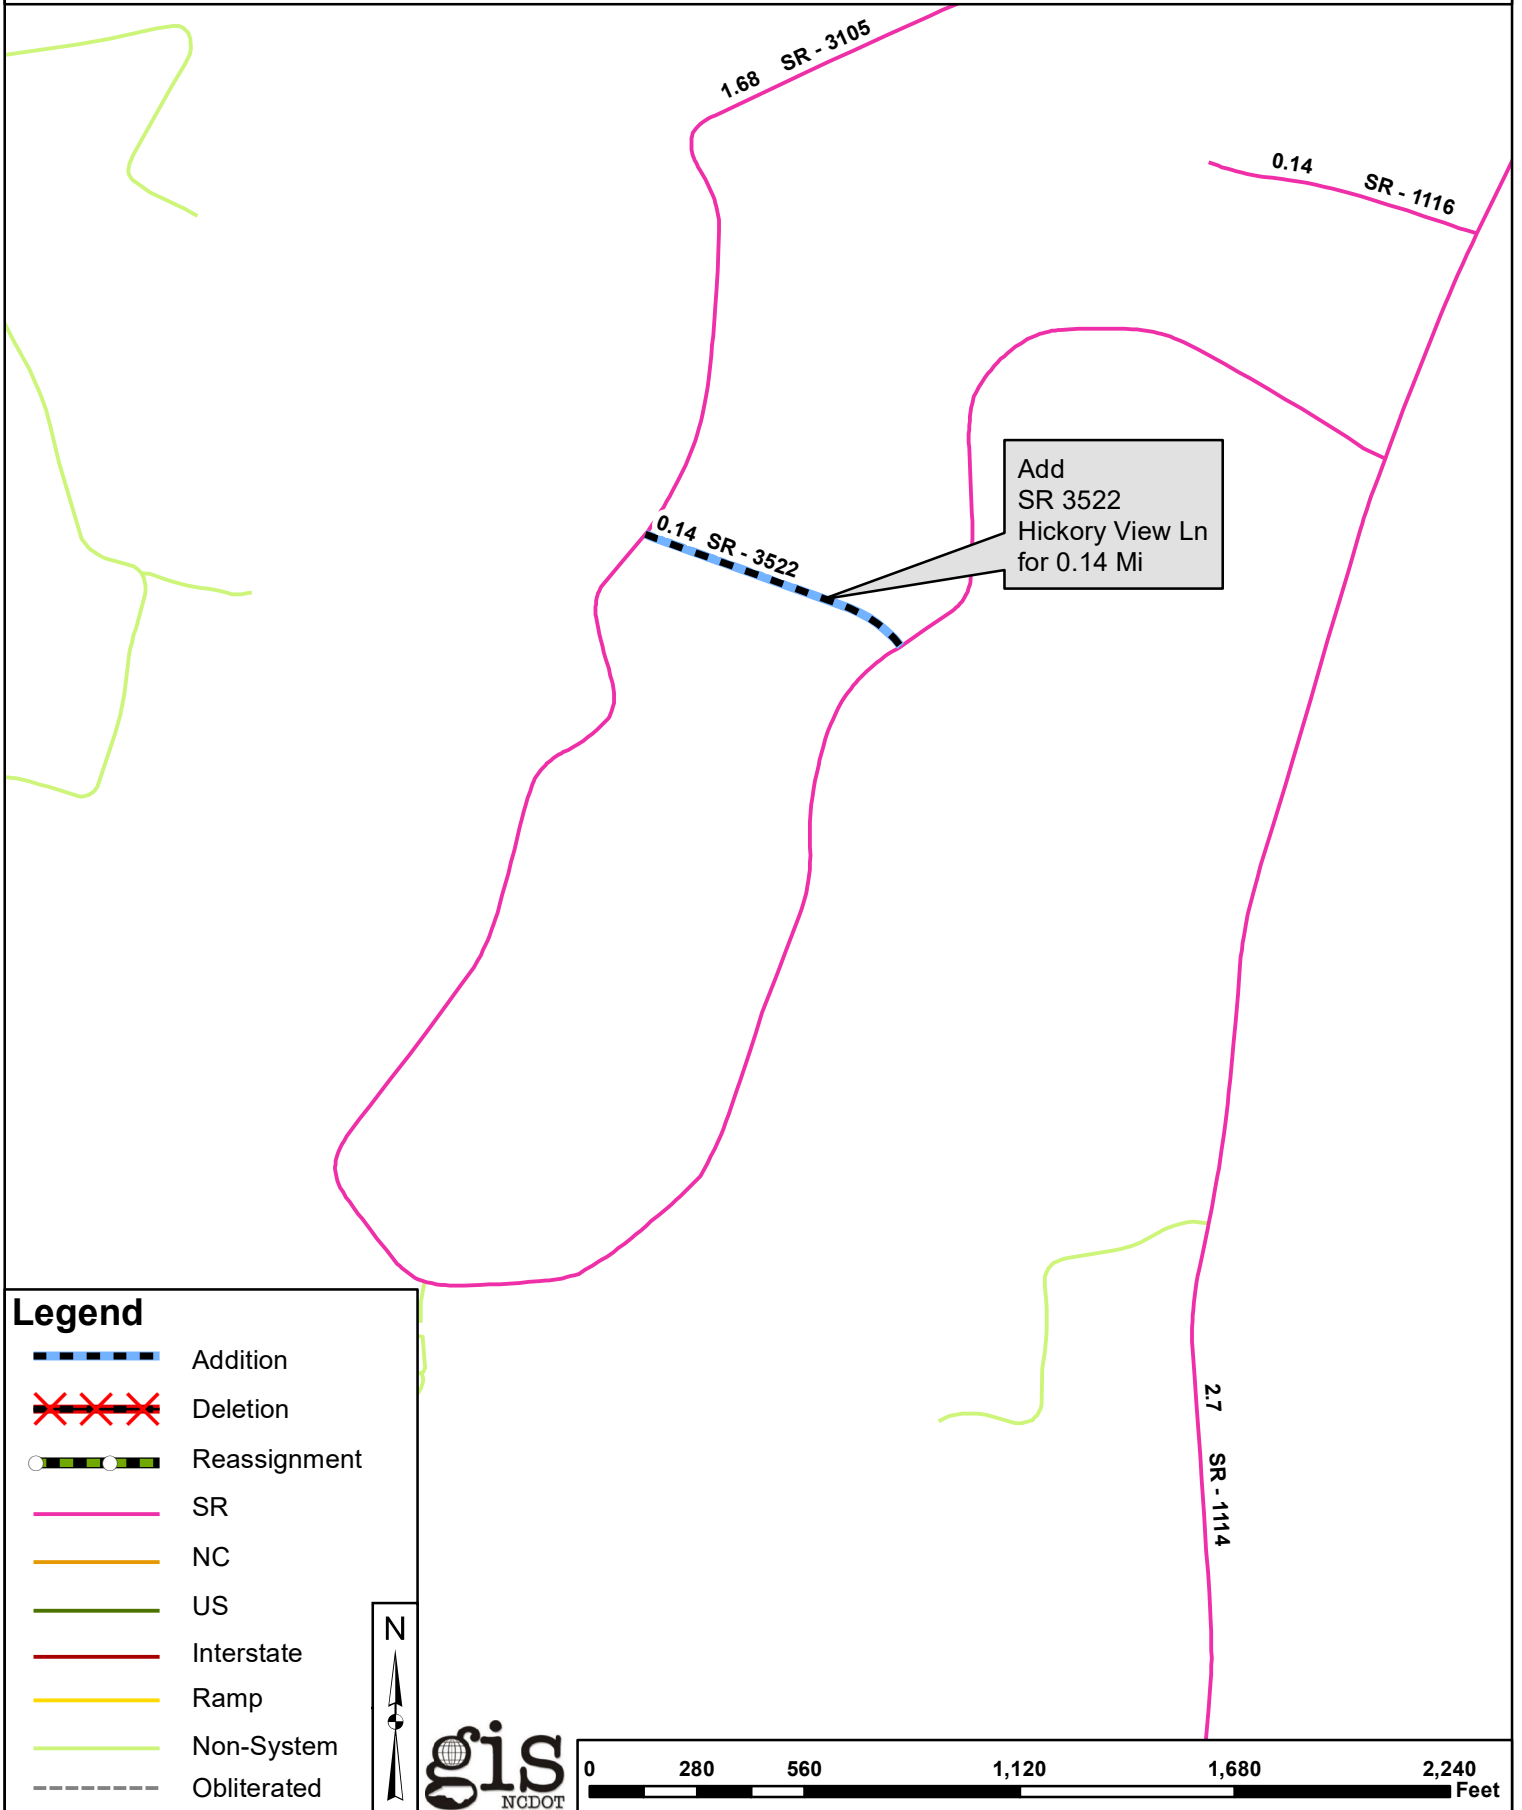 1.68 SR - 3105
0.14 SR - 1116
0.14 SR - 3522
Add
SR 3522
Hickory View Ln
for 0.14 Mi
2.7 SR - 1114
Legend
Addition
Deletion
Reassignment
SR
NC
US
Interstate
Ramp
Non-System
Obliterated
N
gis
NCDOT
0 280 560 1,120 1,680 2,240
Feet